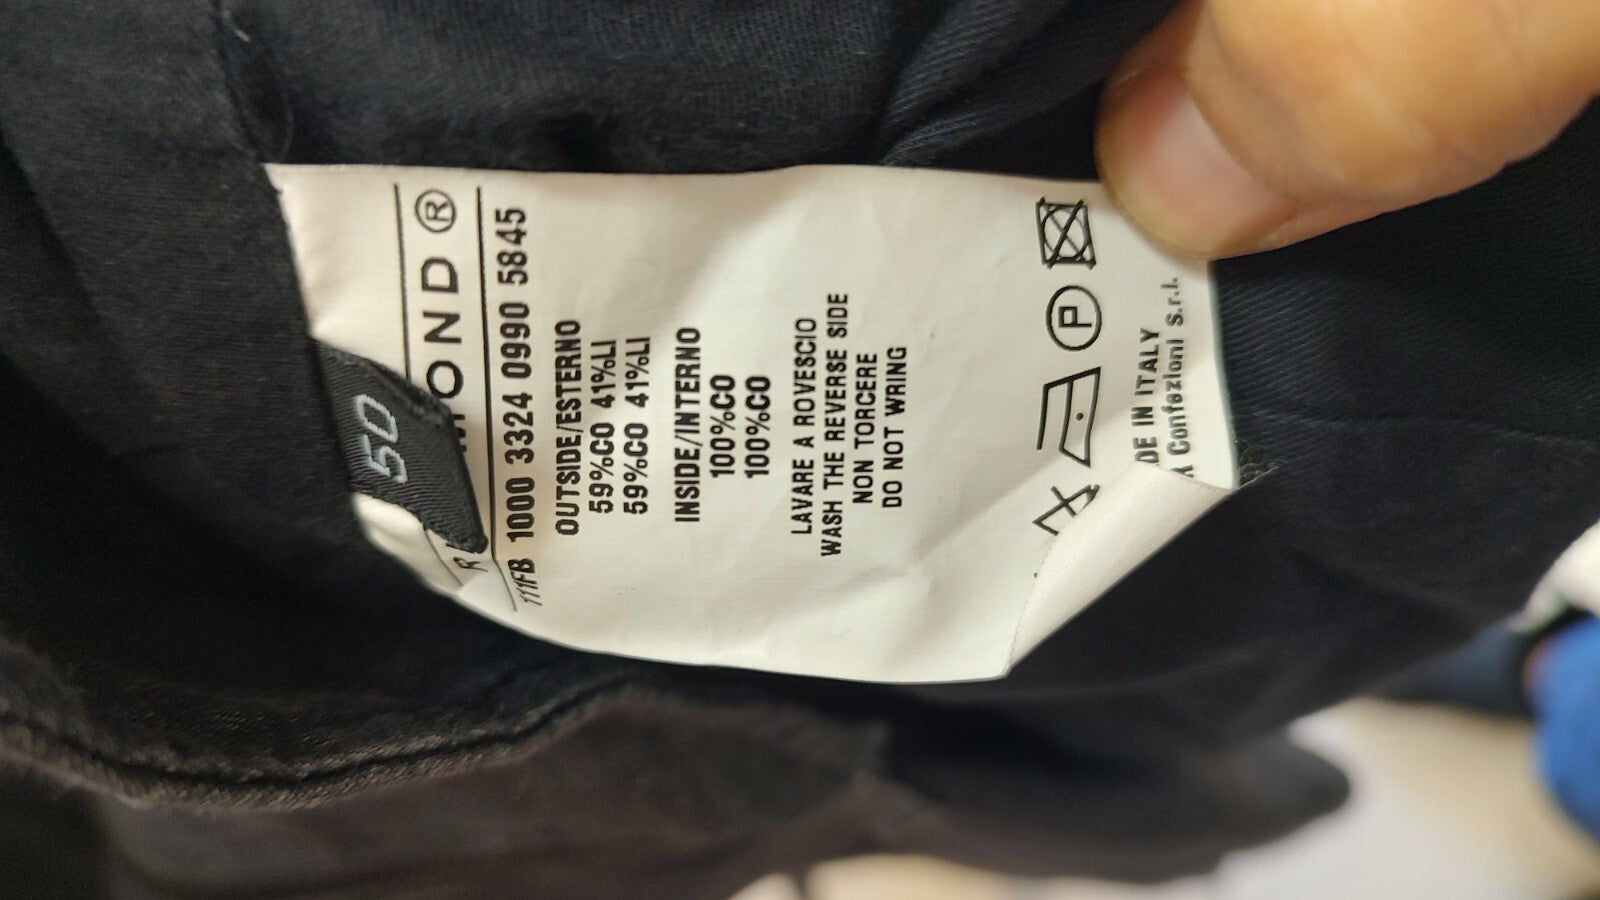 50
111FB 1000 3324 0990 5845
OUTSIDE/ESTERNO
59%CO 41%LI
59%CO 41%LI
INSIDE/INTERNO
100%CO
100%CO
LAVARE A ROVESCIO
WASH THE REVERSE SIDE
NON TORCERE
DO NOT WRING
P
DE IN ITALY
Confezioni s.r.l.